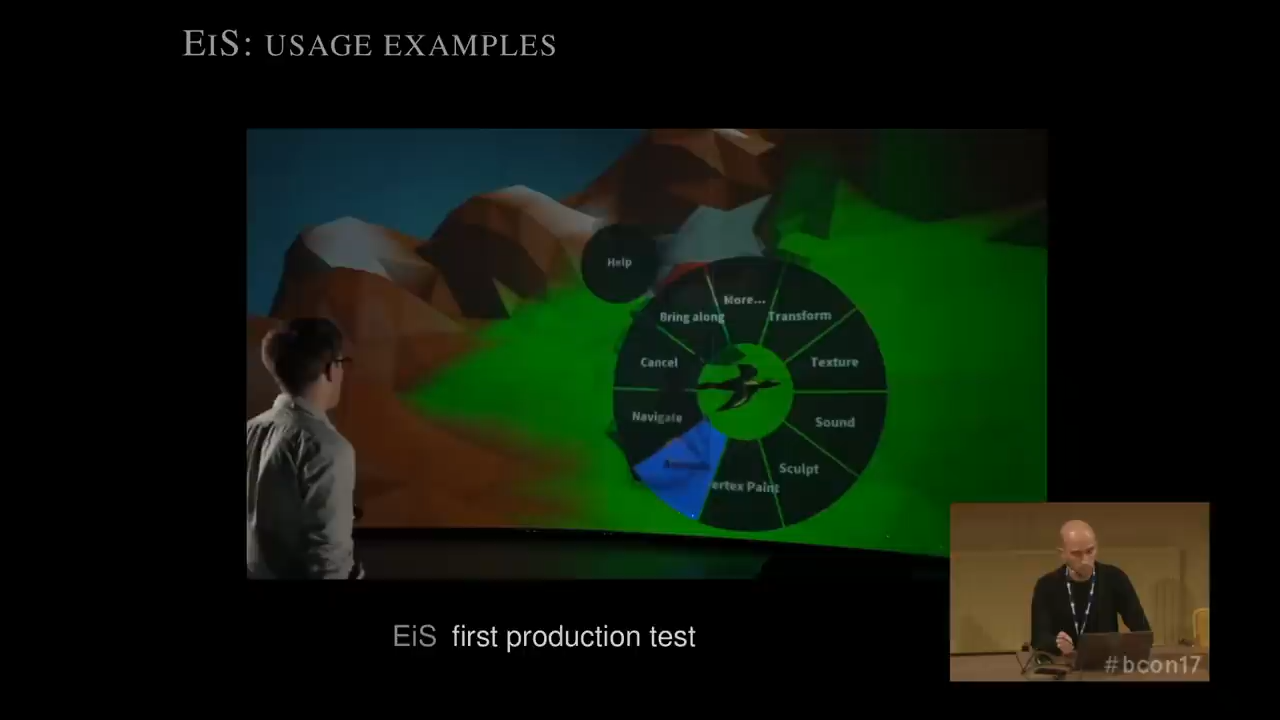 EIS: USAGE EXAMPLES
Help
More...
Bring along
Transform
Cancel
Texture
Navigate
Sound
Sculpt
ertex Paint
EiS first production test
#bcon17